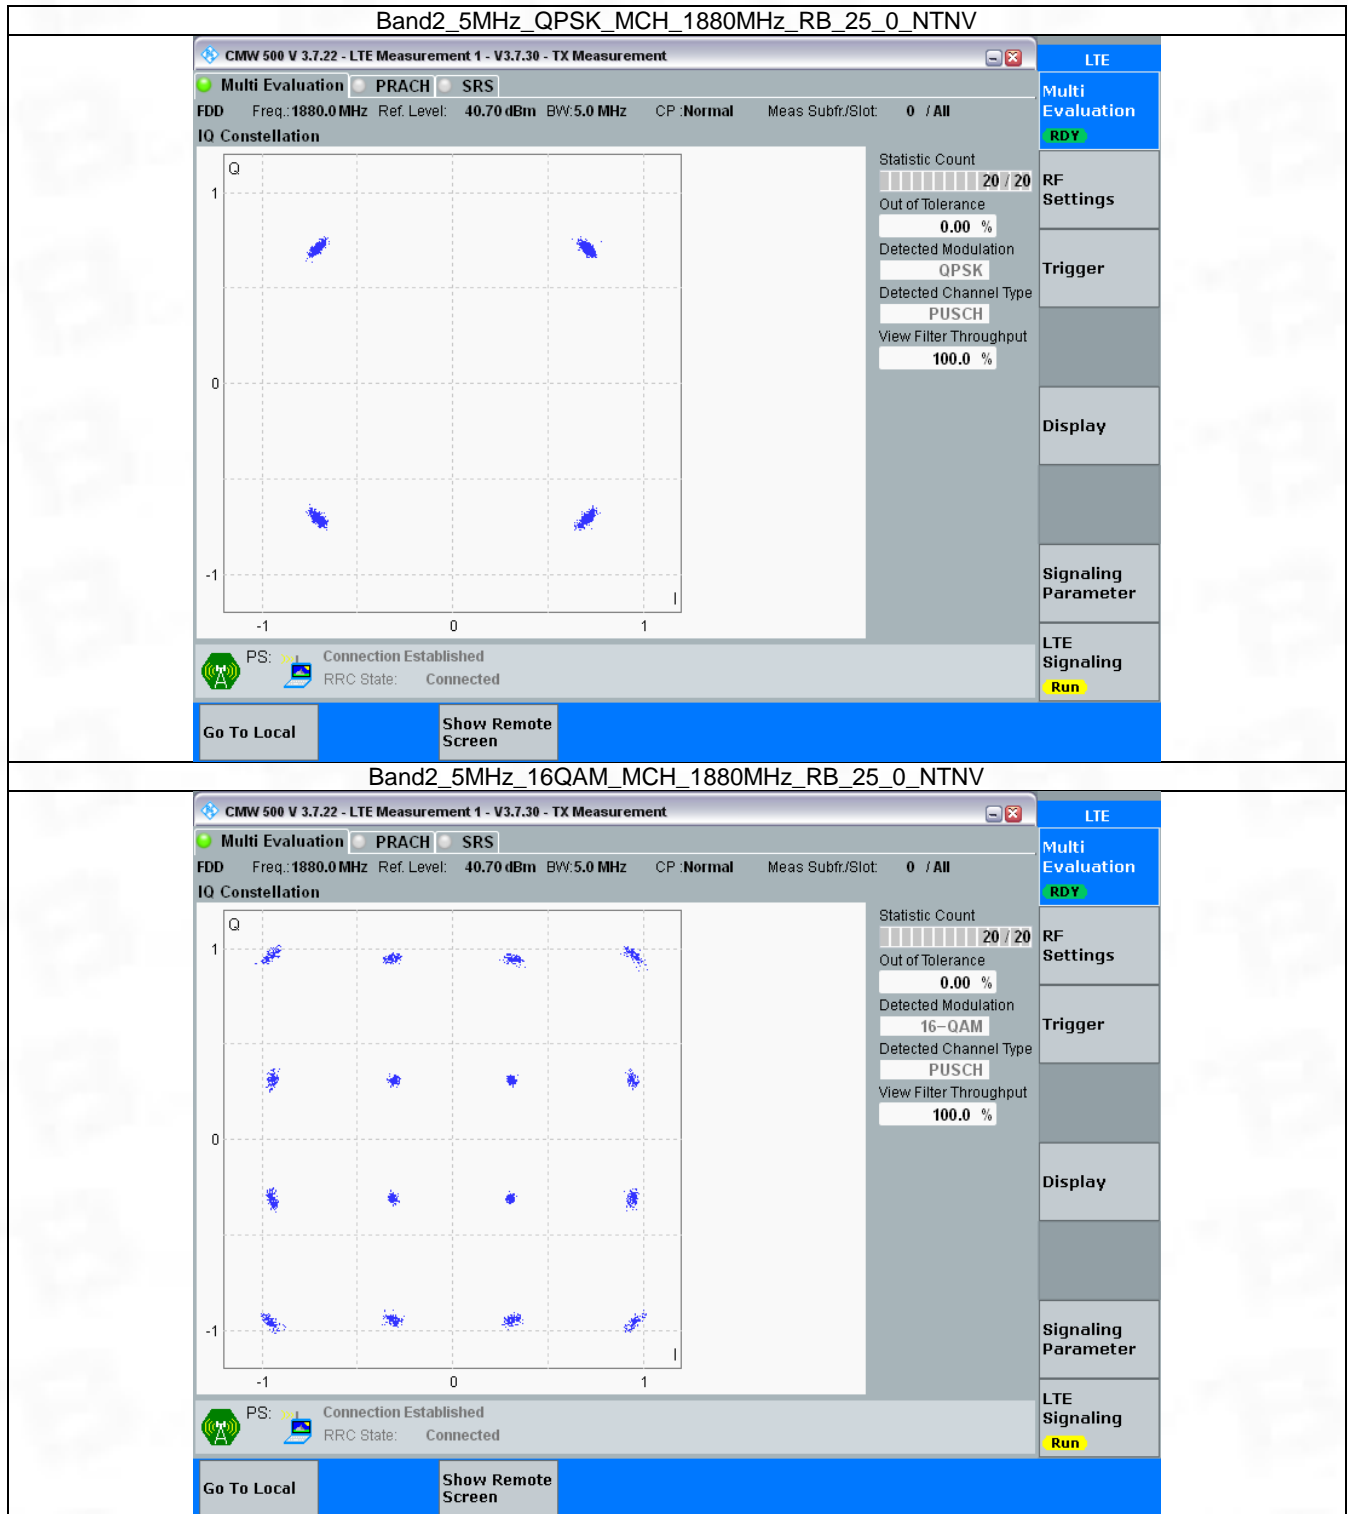 Band2_5MHz_QPSK_MCH_1880MHz_RB_25_0_NTNV
CMW 500 V 3.7.22 - LTE Measurement 1 - V3.7.30 - TX Measurement
LTE
Multi Evaluation PRACH SRS
Multi
Evaluation
RDY
FDD Freq.:1880.0 MHz Ref. Level: 40.70 dBm BW:5.0 MHz CP :Normal Meas Subfr./Slot: 0 / All
IQ Constellation
Q
1
0
-1
I
-1 0 1
Statistic Count
20 / 20
Out of Tolerance
0.00 %
Detected Modulation
QPSK
Detected Channel Type
PUSCH
View Filter Throughput
100.0 %
RF
Settings
Trigger
Display
Signaling
Parameter
LTE
Signaling
Run
PS: Connection Established
RRC State: Connected
Go To Local
Show Remote
Screen
Band2_5MHz_16QAM_MCH_1880MHz_RB_25_0_NTNV
CMW 500 V 3.7.22 - LTE Measurement 1 - V3.7.30 - TX Measurement
LTE
Multi Evaluation PRACH SRS
Multi
Evaluation
RDY
FDD Freq.:1880.0 MHz Ref. Level: 40.70 dBm BW:5.0 MHz CP :Normal Meas Subfr./Slot: 0 / All
IQ Constellation
Q
1
0
-1
I
-1 0 1
Statistic Count
20 / 20
Out of Tolerance
0.00 %
Detected Modulation
16-QAM
Detected Channel Type
PUSCH
View Filter Throughput
100.0 %
RF
Settings
Trigger
Display
Signaling
Parameter
LTE
Signaling
Run
PS: Connection Established
RRC State: Connected
Go To Local
Show Remote
Screen